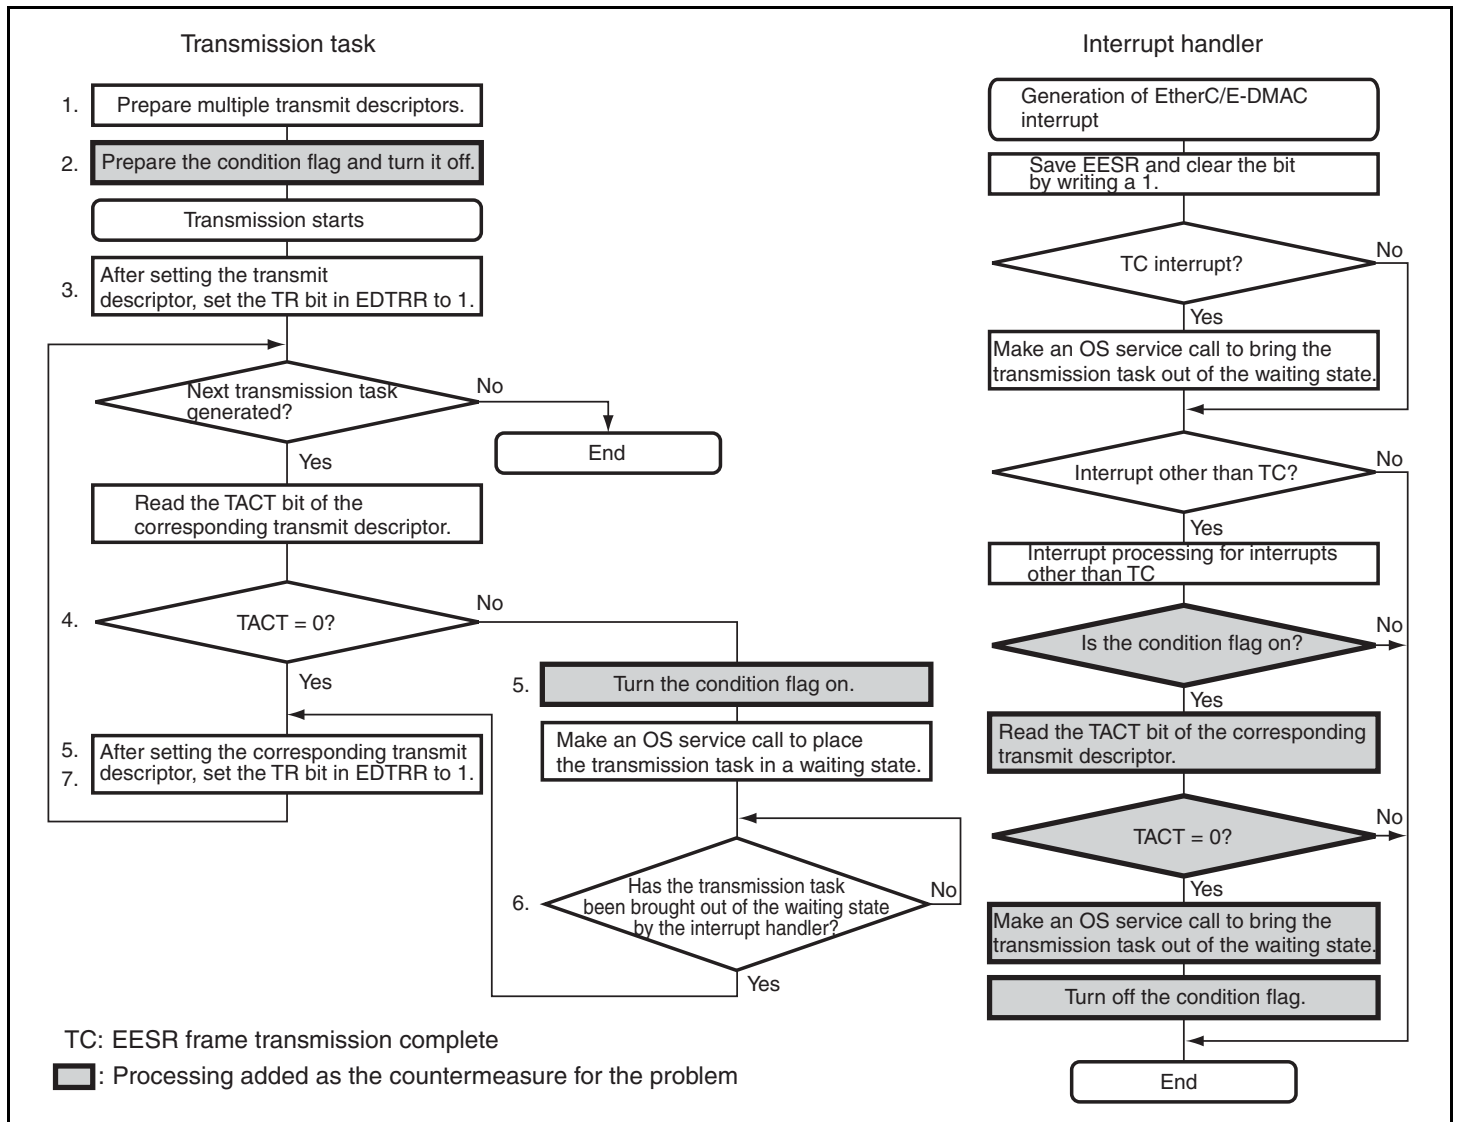 Transmission task
1.
Prepare multiple transmit descriptors.
2.
Prepare the condition flag and turn it off.
Transmission starts
3.
After setting the transmit
descriptor, set the TR bit in EDTRR to 1.
Next transmission task
generated?
No
End
Yes
Read the TACT bit of the
corresponding transmit descriptor.
4.
TACT = 0?
No
Yes
5.
7.
After setting the corresponding transmit
descriptor, set the TR bit in EDTRR to 1.
5.
Turn the condition flag on.
Make an OS service call to place
the transmission task in a waiting state.
6.
Has the transmission task
been brought out of the waiting state
by the interrupt handler?
No
Yes
Interrupt handler
Generation of EtherC/E-DMAC
interrupt
Save EESR and clear the bit
by writing a 1.
TC interrupt?
No
Yes
Make an OS service call to bring the
transmission task out of the waiting state.
Interrupt other than TC?
No
Yes
Interrupt processing for interrupts
other than TC
Is the condition flag on?
No
Yes
Read the TACT bit of the corresponding
transmit descriptor.
TACT = 0?
No
Yes
Make an OS service call to bring the
transmission task out of the waiting state.
Turn off the condition flag.
End
TC: EESR frame transmission complete
: Processing added as the countermeasure for the problem